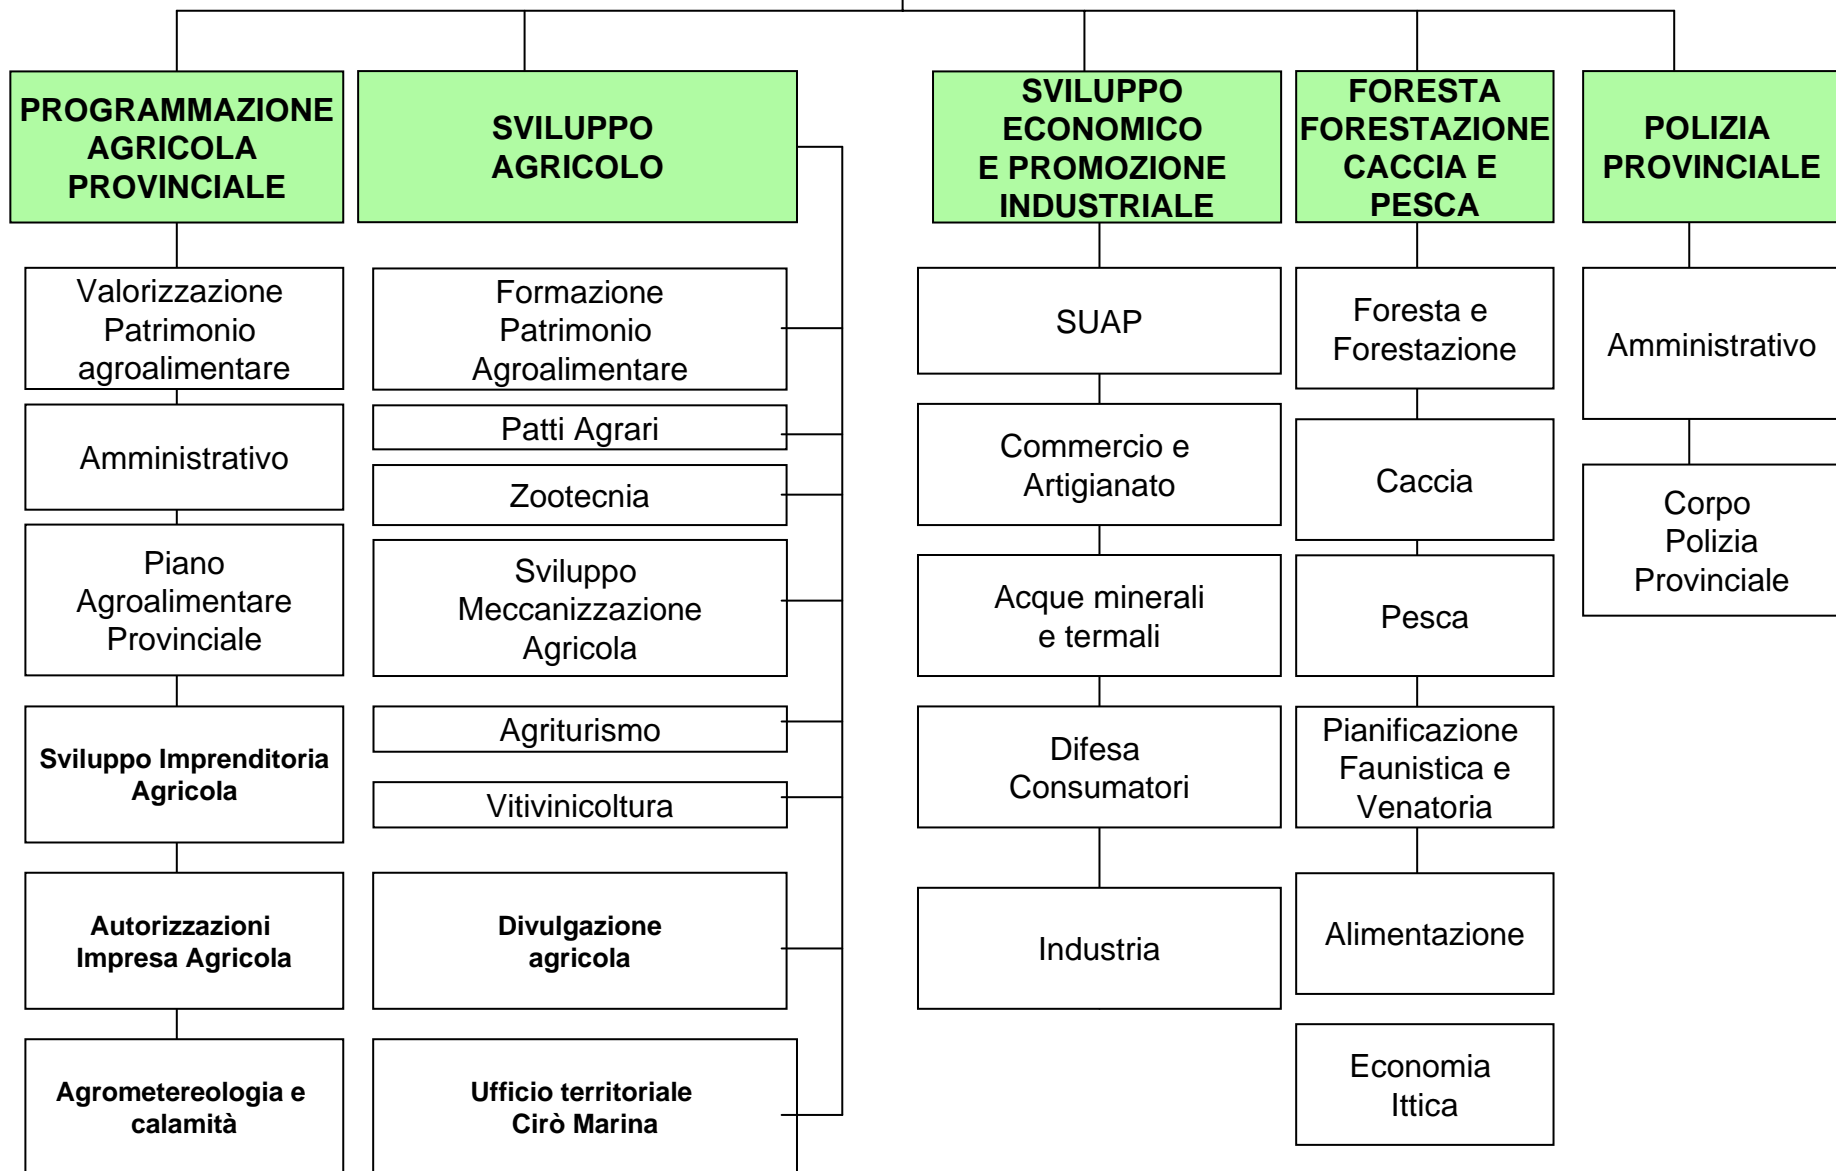 PROGRAMMAZIONE
AGRICOLA
PROVINCIALE
Valorizzazione
Patrimonio
agroalimentare
Amministrativo
Piano
Agroalimentare
Provinciale
Sviluppo Imprenditoria
Agricola
Autorizzazioni
Impresa Agricola
Agrometereologia e
calamità
SVILUPPO
AGRICOLO
Formazione
Patrimonio
Agroalimentare
Patti Agrari
Zootecnia
Sviluppo
Meccanizzazione
Agricola
Agriturismo
Vitivinicoltura
Divulgazione
agricola
Ufficio territoriale
Cirò Marina
SVILUPPO
ECONOMICO
E PROMOZIONE
INDUSTRIALE
SUAP
Commercio e
Artigianato
Acque minerali
e termali
Difesa
Consumatori
Industria
FORESTA
FORESTAZIONE
CACCIA E
PESCA
Foresta e
Forestazione
Caccia
Pesca
Pianificazione
Faunistica e
Venatoria
Alimentazione
Economia
Ittica
POLIZIA
PROVINCIALE
Amministrativo
Corpo
Polizia
Provinciale